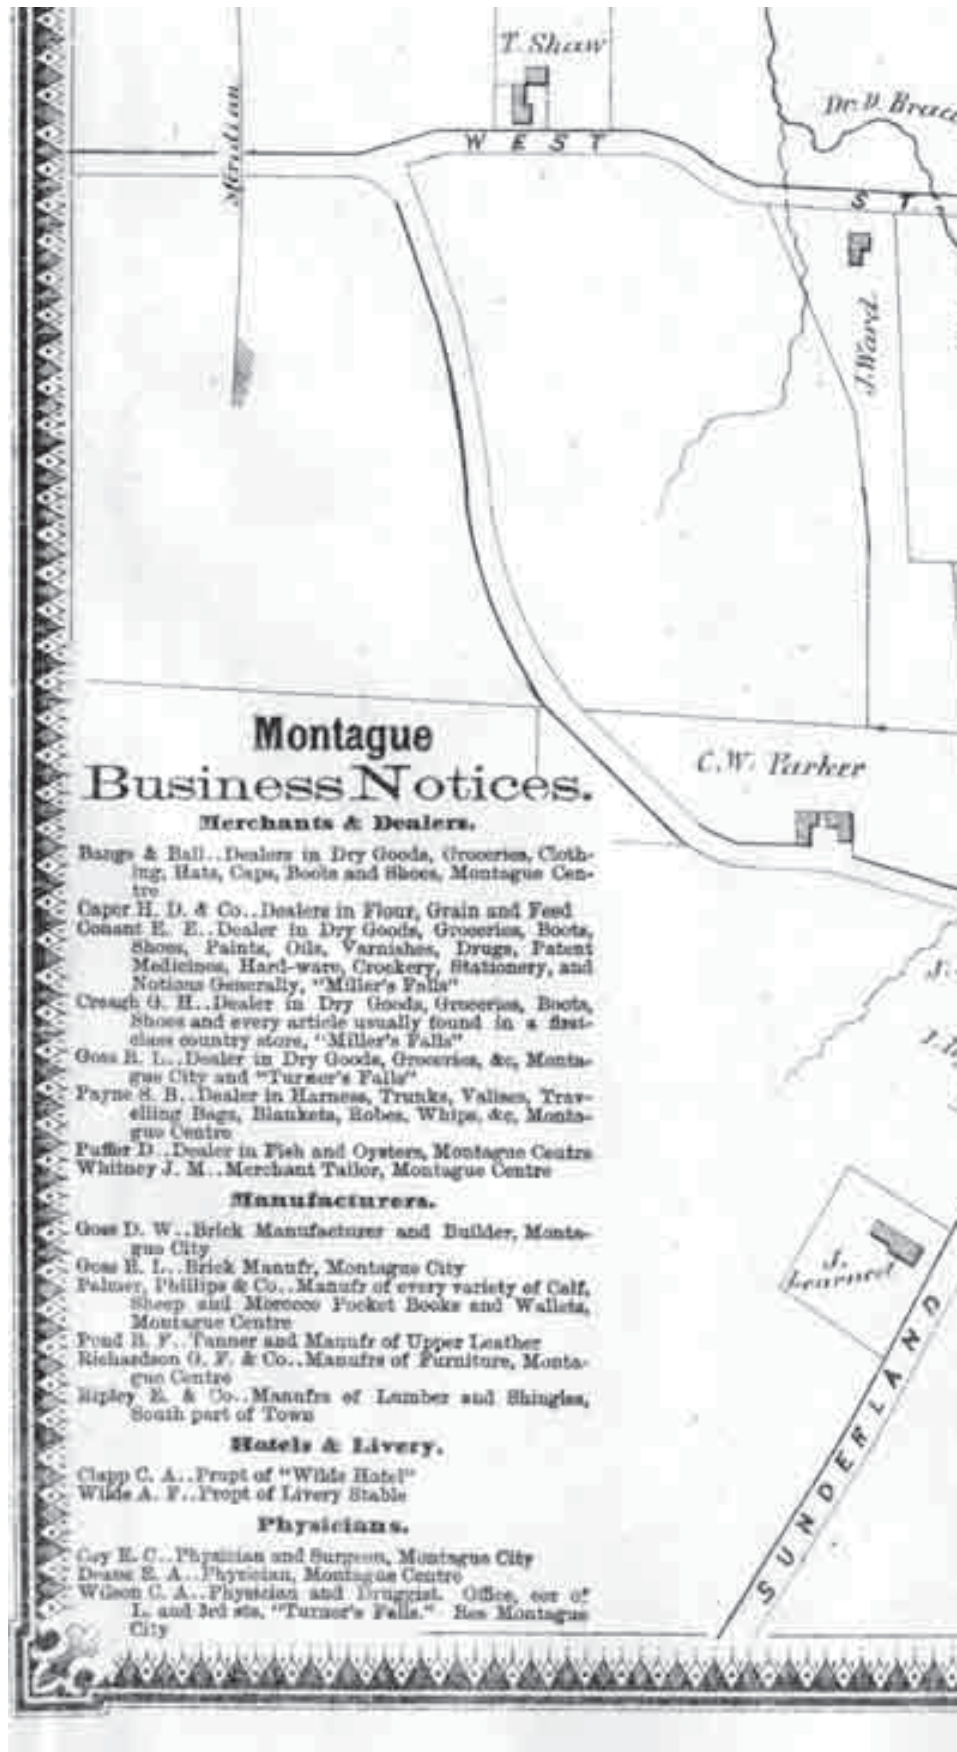 T. Shaw
Meridian
Dr. D. Brac
WEST
ST.
J. Ward
Montague
Business Notices.
Merchants & Dealers.
Bangs & Ball..Dealers in Dry Goods, Groceries, Cloth-
ing, Hats, Caps, Boots and Shoes, Montague Cen-
tre
H. D. & Co..Dealers in Flour, Grain and Feed
Conant E. E..Dealer in Dry Goods, Groceries, Boots,
Shoes, Paints, Oils, Varnishes, Drugs, Patent
Medicines, Hard-ware, Crockery, Stationery, and
Notions Generally, "Miller's Falls"
Creagh G. H..Dealer in Dry Goods, Groceries, Boots,
Shoes and every article usually found in a first-
class country store, "Miller's Falls"
Goss R. L..Dealer in Dry Goods, Groceries, &c, Monta-
gue City and "Turner's Falls"
Payne S. B..Dealer in Harness, Trunks, Valises, Trav-
elling Bags, Blankets, Robes, Whips, &c, Monta-
gue Centre
Puffer D..Dealer in Fish and Oysters, Montague Centre
Whitney J. M..Merchant Tailor, Montague Centre
Manufacturers.
Goss D. W..Brick Manufacturer and Builder, Monta-
gue City
Goss R. L..Brick Manufr, Montague City
Palmer, Phillips & Co..Manufr of every variety of Calf,
Sheep and Morocco Pocket Books and Wallets,
Montague Centre
Pond B. F..Tanner and Manufr of Upper Leather
Richardson G. F. & Co..Manufrs of Furniture, Monta-
gue Centre
Ripley E. & Co..Manufrs of Lumber and Shingles,
South part of Town
Hotels & Livery.
Clapp C. A..Propt of "Wilde Hotel"
Wilde A. F..Propt of Livery Stable
Physicians.
Coy E. C..Physician and Surgeon, Montague City
Deane E. A..Physician, Montague Centre
Wilson C. A..Physician and Druggist. Office, cor of
L. and 3rd sts, "Turner's Falls." Res Montague
City
C.W. Parker
J.
J. Learned
SUNDERLAND